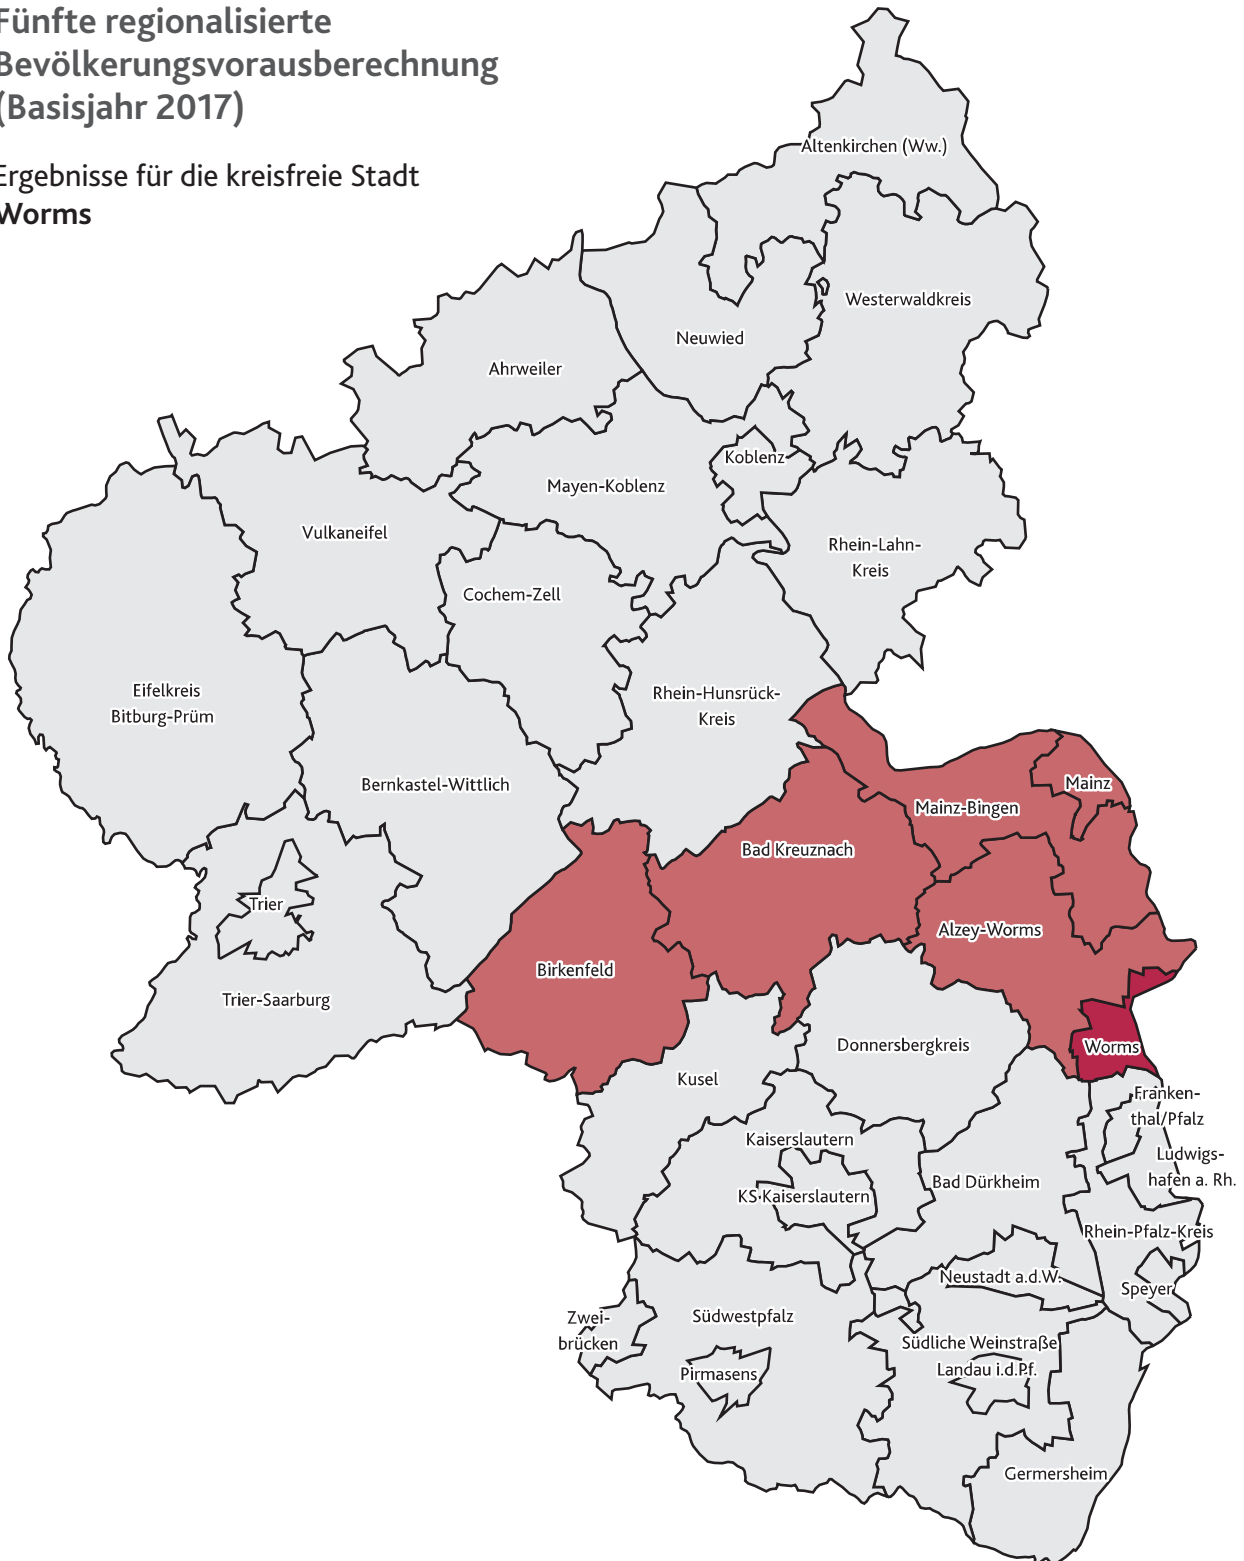 Fünfte regionalisierte
Bevölkerungsvorausberechnung
(Basisjahr 2017)
Ergebnisse für die kreisfreie Stadt
Worms
Altenkirchen (Ww.)
Westerwaldkreis
Neuwied
Ahrweiler
Koblenz
Mayen-Koblenz
Vulkaneifel
Rhein-Lahn-
Kreis
Cochem-Zell
Eifelkreis
Bitburg-Prüm
Rhein-Hunsrück-
Kreis
Bernkastel-Wittlich
Mainz
Mainz-Bingen
Bad Kreuznach
Trier
Alzey-Worms
Birkenfeld
Trier-Saarburg
Donnersbergkreis
Worms
Kusel
Franken-
thal/Pfalz
Kaiserslautern
Ludwigs-
hafen a. Rh.
Bad Dürkheim
KS-Kaiserslautern
Rhein-Pfalz-Kreis
Neustadt a.d.W.
Speyer
Zwei-
brücken
Südwestpfalz
Südliche Weinstraße
Landau i.d.Pf.
Pirmasens
Germersheim